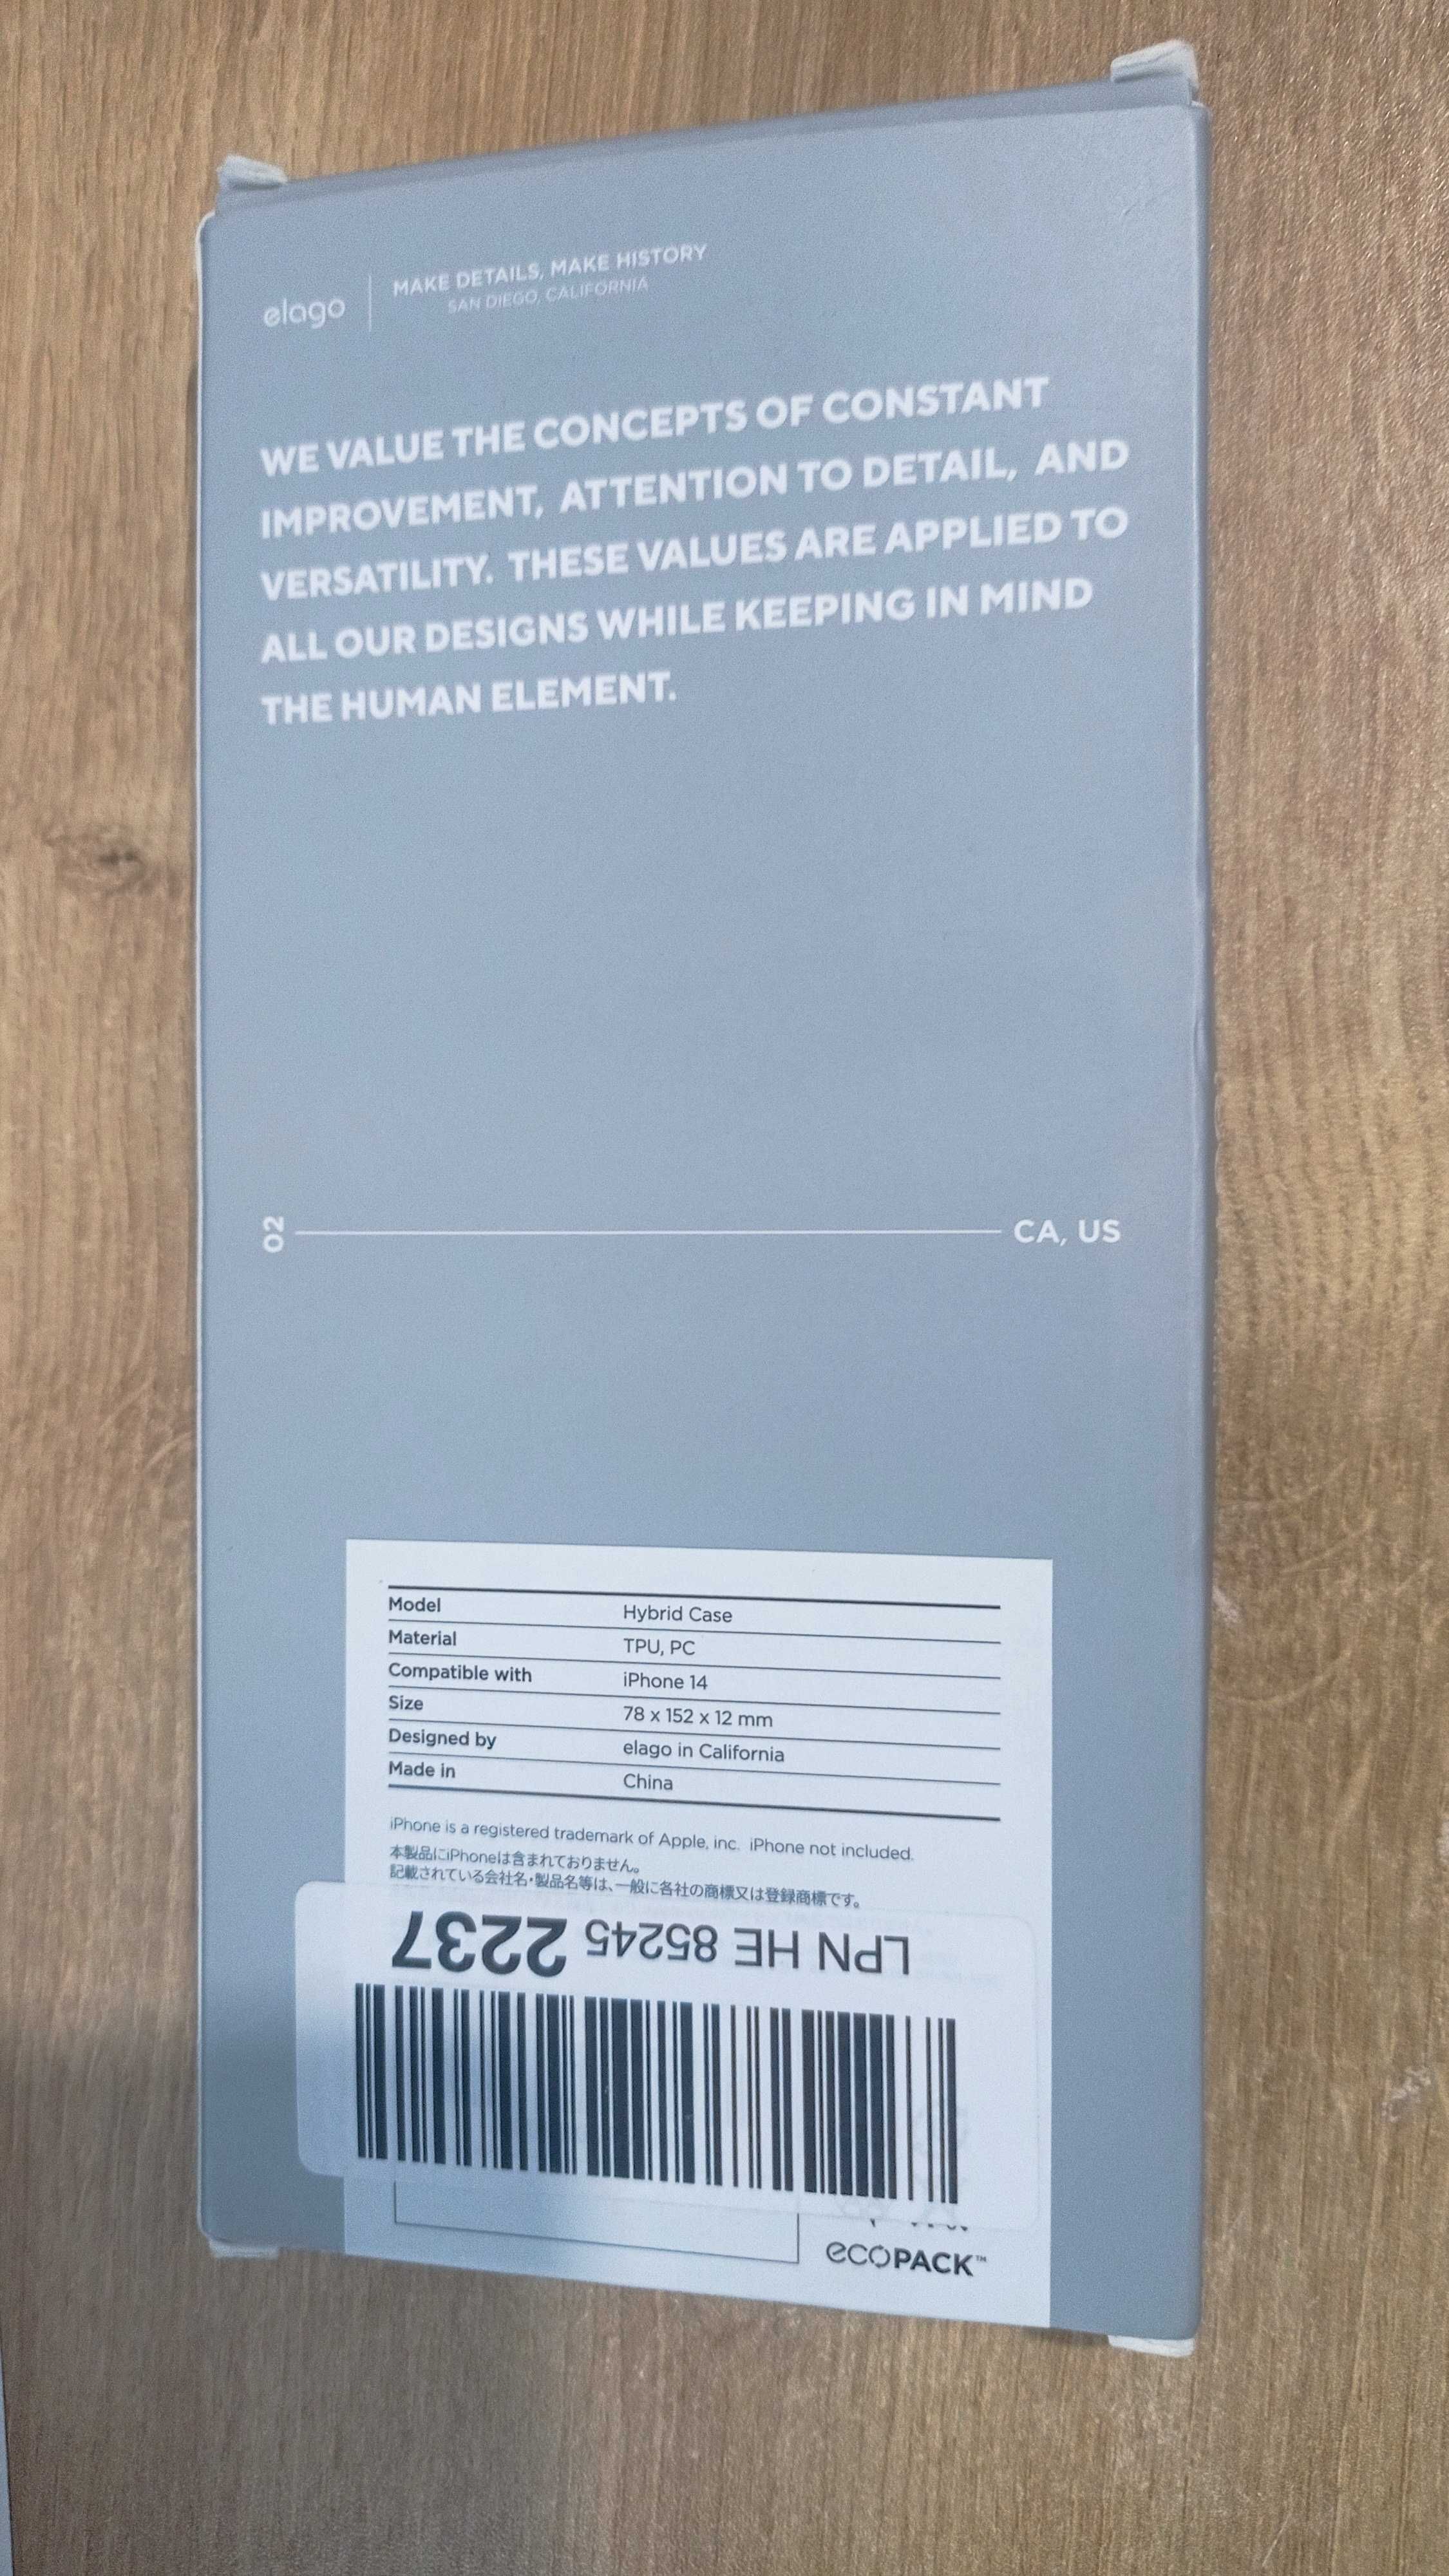 elago
MAKE DETAILS, MAKE HISTORY
SAN DIEGO, CALIFORNIA
WE VALUE THE CONCEPTS OF CONSTANT
IMPROVEMENT, ATTENTION TO DETAIL, AND
VERSATILITY. THESE VALUES ARE APPLIED TO
ALL OUR DESIGNS WHILE KEEPING IN MIND
THE HUMAN ELEMENT.
02
CA, US
Model Hybrid Case
Material TPU, PC
Compatible with iPhone 14
Size 78 x 152 x 12 mm
Designed by elago in California
Made in China
iPhone is a registered trademark of Apple, inc. iPhone not included.
本製品にiPhoneは含まれておりません。
記載されている会社名・製品名等は、一般に各社の商標又は登録商標です。
LPN HE 85245 2237
ecoPACK™